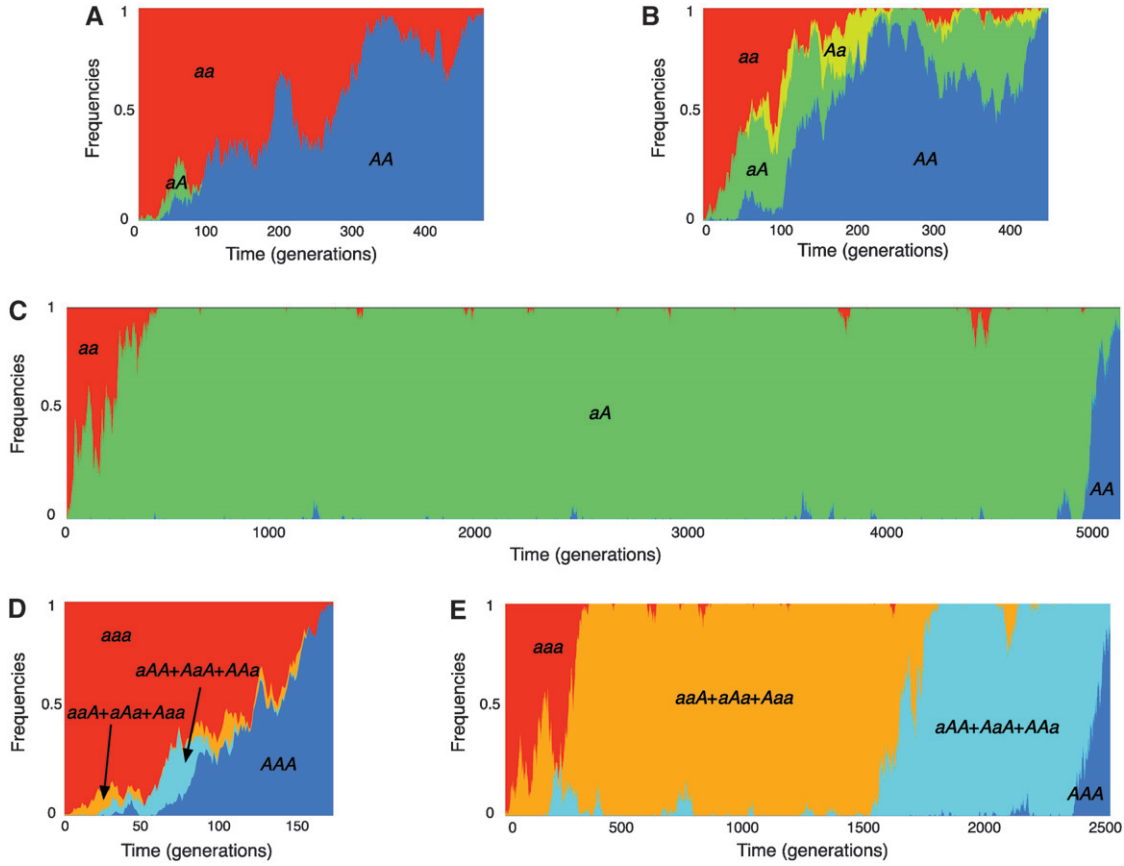 A
B
1
0.5
0
Frequencies
aa
aA
AA
100
200
300
400
Time (generations)
1
0.5
0
Frequencies
aa
Aa
aA
AA
0
100
200
300
400
Time (generations)
C
1
0.5
0
Frequencies
aa
aA
AA
0
1000
2000
3000
4000
5000
Time (generations)
D
1
0.5
0
Frequencies
aaa
aAA+AaA+AAa
aaA+aAa+Aaa
AAA
0
50
100
150
Time (generations)
E
1
0.5
0
Frequencies
aaa
aaA+aAa+Aaa
aAA+AaA+AAa
AAA
0
500
1000
1500
2000
2500
Time (generations)